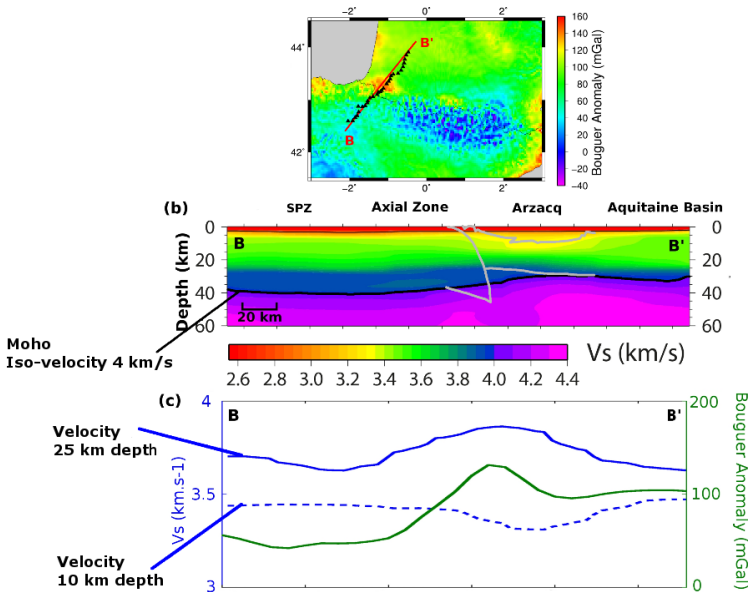 −2˚ 0˚ 2˚
44˚
42˚
−2˚ 0˚ 2˚
B'
B
160
140
120
100
80
60
40
20
0
−20
−40
Bouguer Anomaly (mGal)
(b)
SPZ Axial Zone Arzacq Aquitaine Basin
B B'
0 0
20 20
40 40
60 60
Depth (km)
20 km
Moho
Iso-velocity 4 km/s
2.6 2.8 3.0 3.2 3.4 3.6 3.8 4.0 4.2 4.4
Vs (km/s)
(c)
B B'
4
3.5
3
Vs (km.s-1)
200
100
0
Bouguer Anomaly (mGal)
Velocity
25 km depth
Velocity
10 km depth